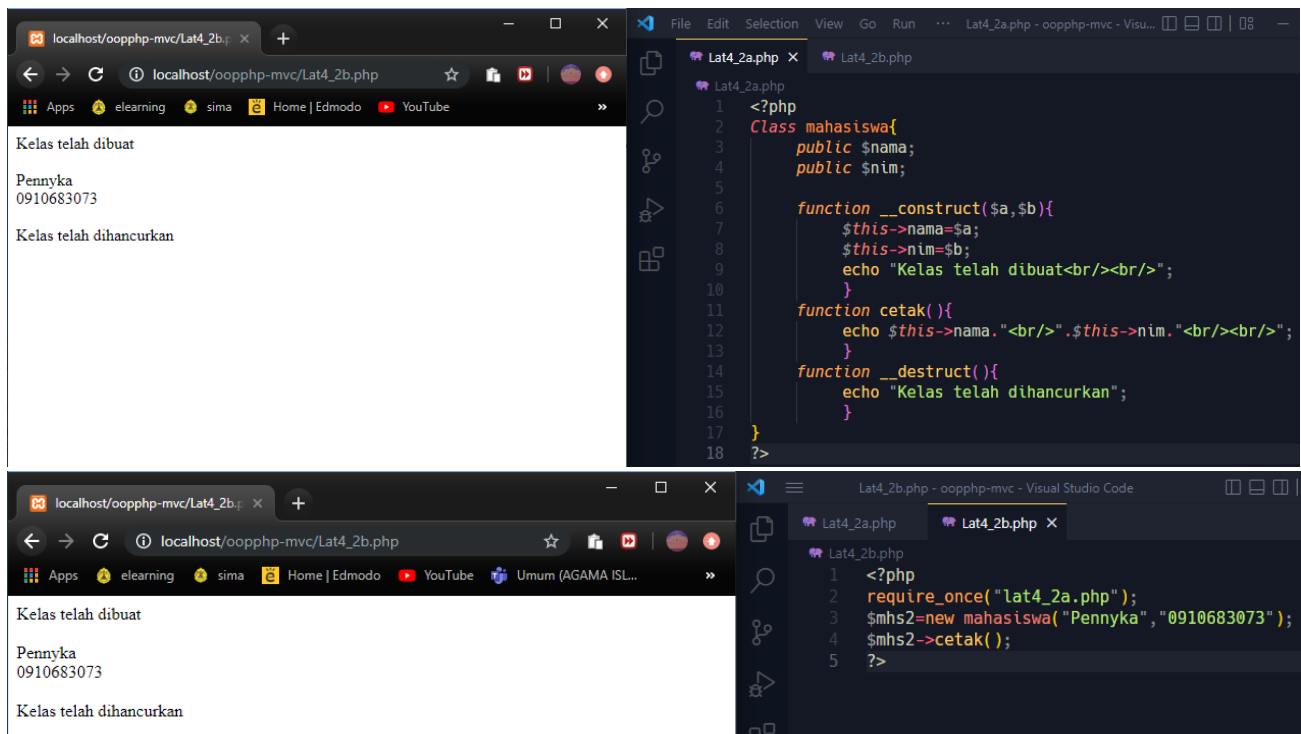 localhost/oopphp-mvc/Lat4_2b.p
localhost/oopphp-mvc/Lat4_2b.php
Apps elearning sima Home | Edmodo YouTube »
Kelas telah dibuat
Pennyka
0910683073
Kelas telah dihancurkan
File Edit Selection View Go Run ··· Lat4_2a.php - oopphp-mvc - Visu...
Lat4_2a.php Lat4_2b.php
Lat4_2a.php
1 <?php
2 Class mahasiswa{
3 public $nama;
4 public $nim;
5
6 function __construct($a,$b){
7 $this->nama=$a;
8 $this->nim=$b;
9 echo "Kelas telah dibuat<br/><br/>";
10 }
11 function cetak(){
12 echo $this->nama."<br/>".$this->nim."<br/><br/>";
13 }
14 function __destruct(){
15 echo "Kelas telah dihancurkan";
16 }
17 }
18 ?>
localhost/oopphp-mvc/Lat4_2b.p
localhost/oopphp-mvc/Lat4_2b.php
Apps elearning sima Home | Edmodo YouTube Umum (AGAMA ISL... »
Kelas telah dibuat
Pennyka
0910683073
Kelas telah dihancurkan
Lat4_2b.php - oopphp-mvc - Visual Studio Code
Lat4_2a.php Lat4_2b.php
Lat4_2b.php
1 <?php
2 require_once("lat4_2a.php");
3 $mhs2=new mahasiswa("Pennyka","0910683073");
4 $mhs2->cetak();
5 ?>